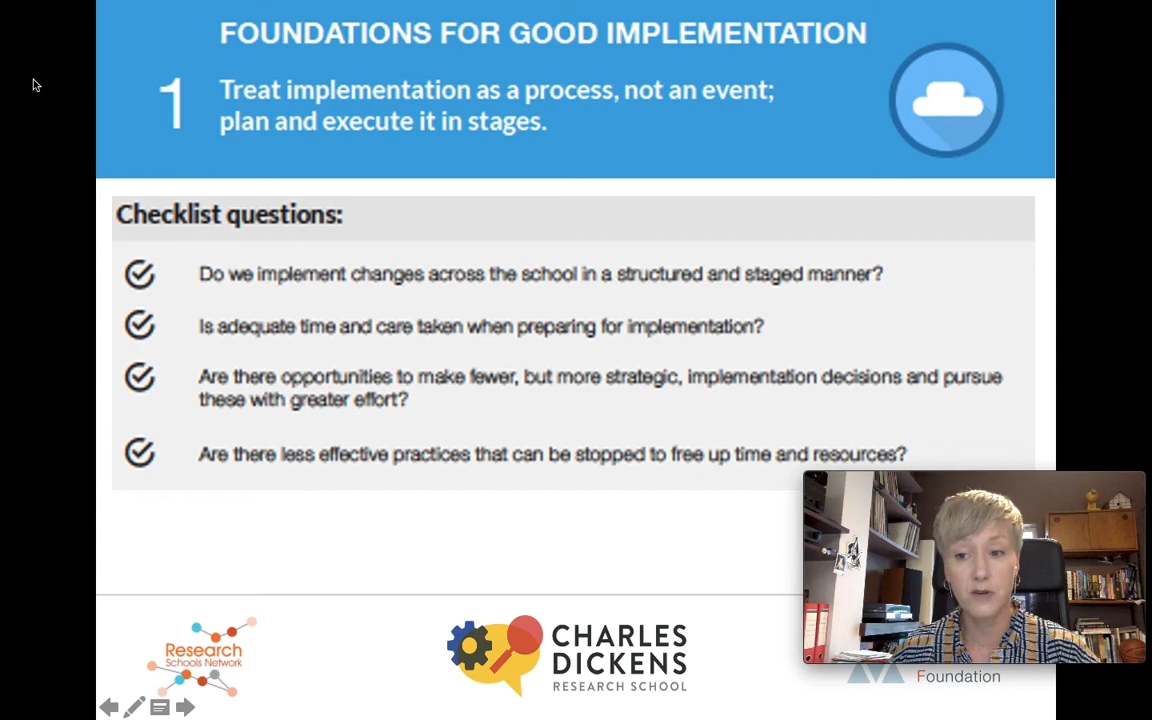 FOUNDATIONS FOR GOOD IMPLEMENTATION
1
Treat implementation as a process, not an event;
plan and execute it in stages.
Checklist questions:
Do we implement changes across the school in a structured and staged manner?
Is adequate time and care taken when preparing for implementation?
Are there opportunities to make fewer, but more strategic, implementation decisions and pursue
these with greater effort?
Are there less effective practices that can be stopped to free up time and resources?
Research
Schools Network
CHARLES
DICKENS
RESEARCH SCHOOL
Foundation